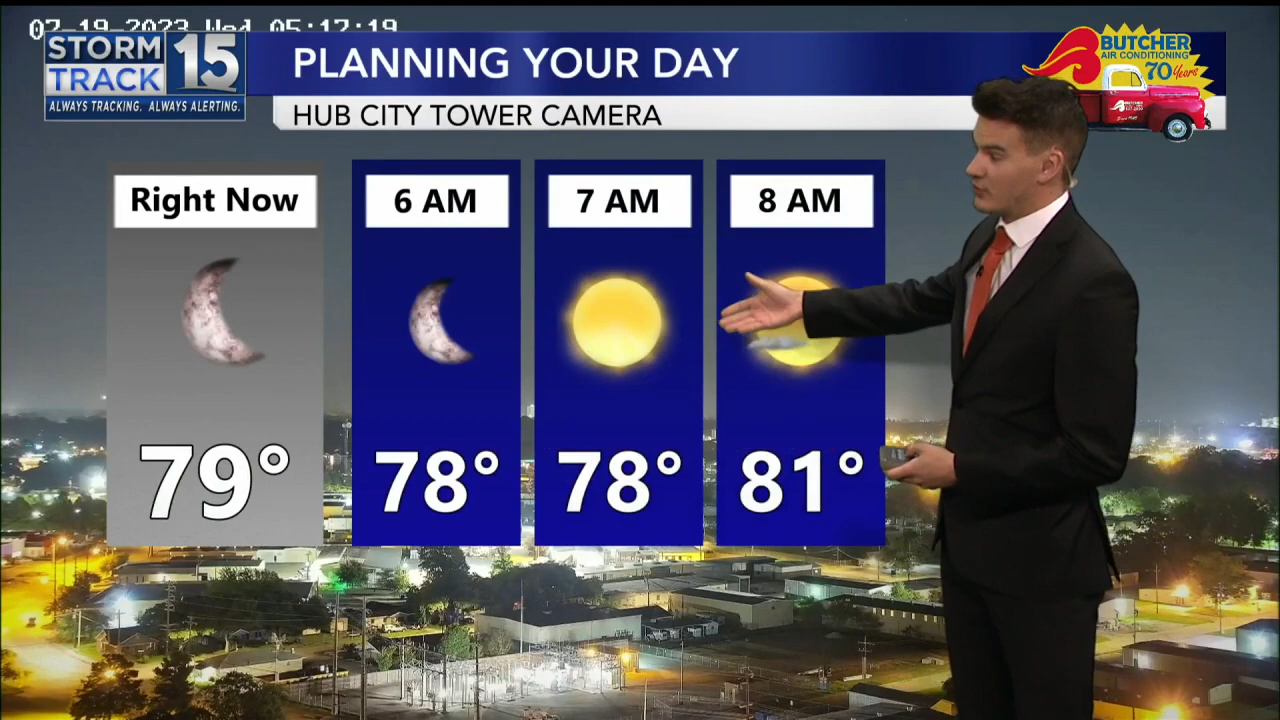 07-19-2023 Wed 05:17:19
STORM
TRACK
15
ALWAYS TRACKING. ALWAYS ALERTING.
PLANNING YOUR DAY
HUB CITY TOWER CAMERA
BUTCHER
AIR CONDITIONING
70 Years
BUTCHER
Right Now
6 AM
7 AM
8 AM
79°
78°
78°
81°